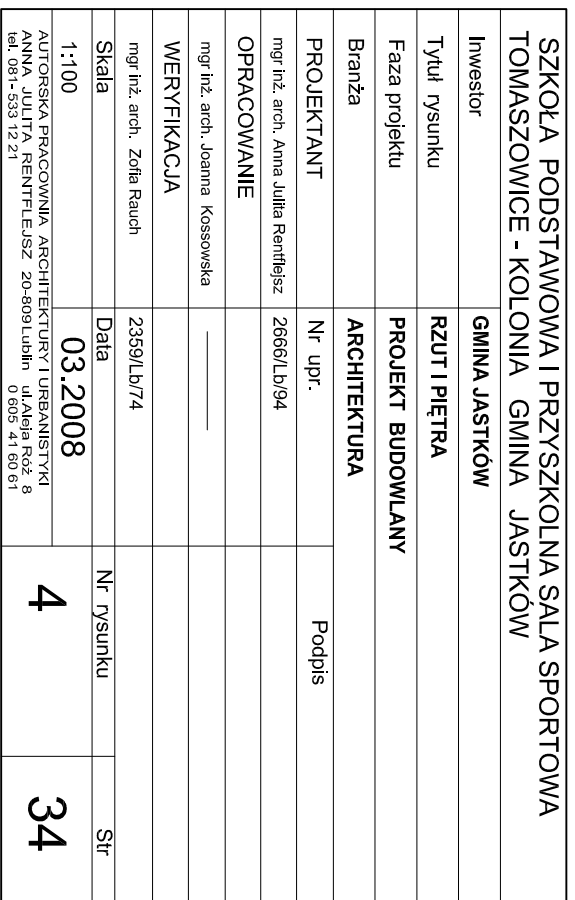 SZKOŁA PODSTAWOWA I PRZYSZKOLNA SALA SPORTOWA
TOMASZOWICE - KOLONIA GMINA JASTKÓW
Inwestor GMINA JASTKÓW
Tytuł rysunku RZUT I PIĘTRA
Faza projektu PROJEKT BUDOWLANY
Branża ARCHITEKTURA
PROJEKTANT Nr upr. Podpis
mgr inż. arch. Anna Julita Rentflejsz 2666/Lb/94
OPRACOWANIE
mgr inż. arch. Joanna Kossowska
WERYFIKACJA
mgr inż. arch. Zofia Rauch 2359/Lb/74
Skala Data Nr rysunku Str
1:100 03.2008 4 34
AUTORSKA PRACOWNIA ARCHITEKTURY I URBANISTYKI
ANNA JULITA RENTFLEJSZ 20-809 Lublin ul.Aleja Róż 8
tel. 081- 533 12 21 0 605 41 60 61